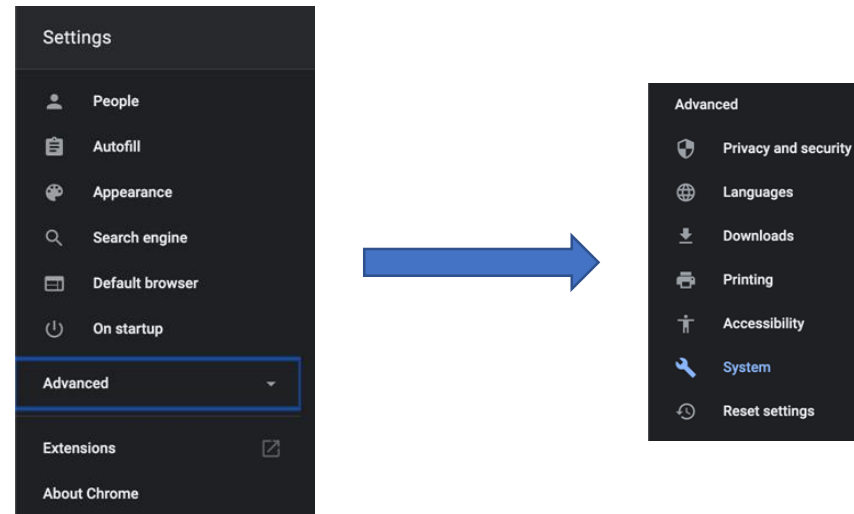 Settings
People
Autofill
Appearance
Search engine
Default browser
On startup
Advanced
Extensions
About Chrome
Advanced
Privacy and security
Languages
Downloads
Printing
Accessibility
System
Reset settings